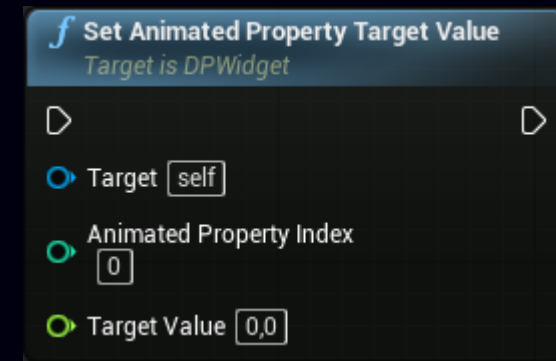 f Set Animated Property Target Value
Target is DPWidget
Target self
Animated Property Index
0
Target Value 0,0